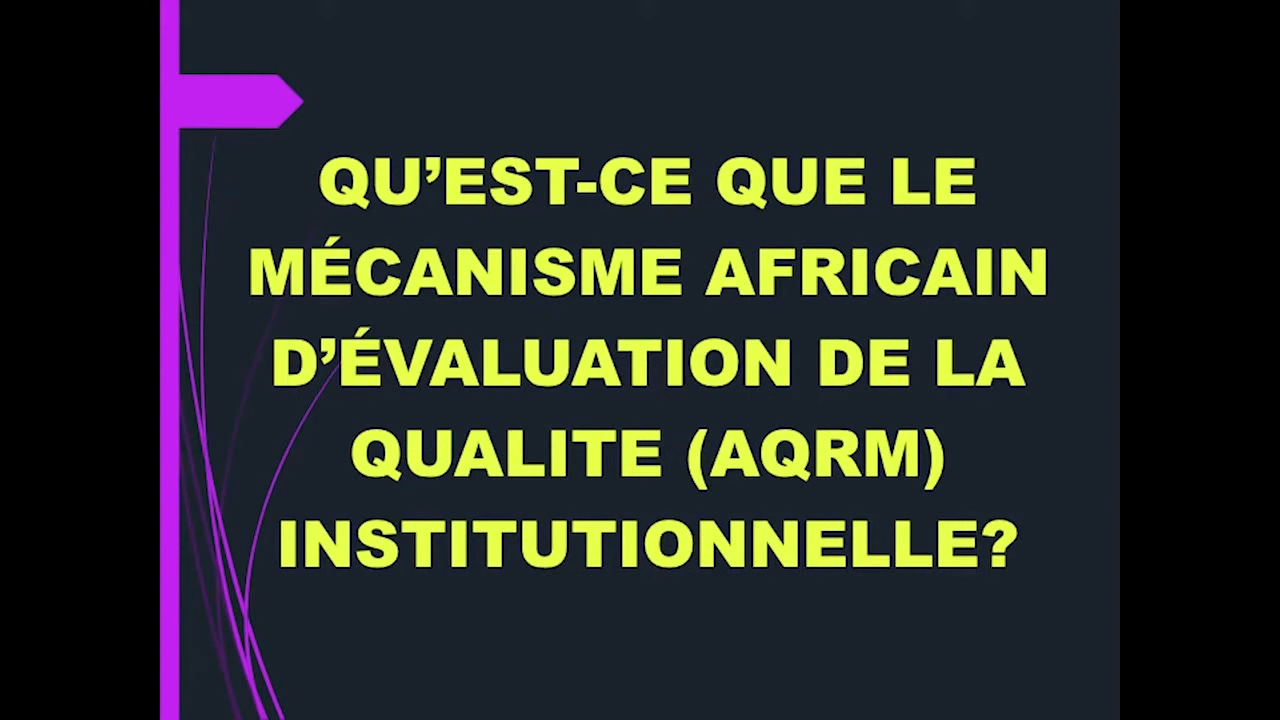 QU’EST-CE QUE LE
MÉCANISME AFRICAIN
D’ÉVALUATION DE LA
QUALITE (AQRM)
INSTITUTIONNELLE?